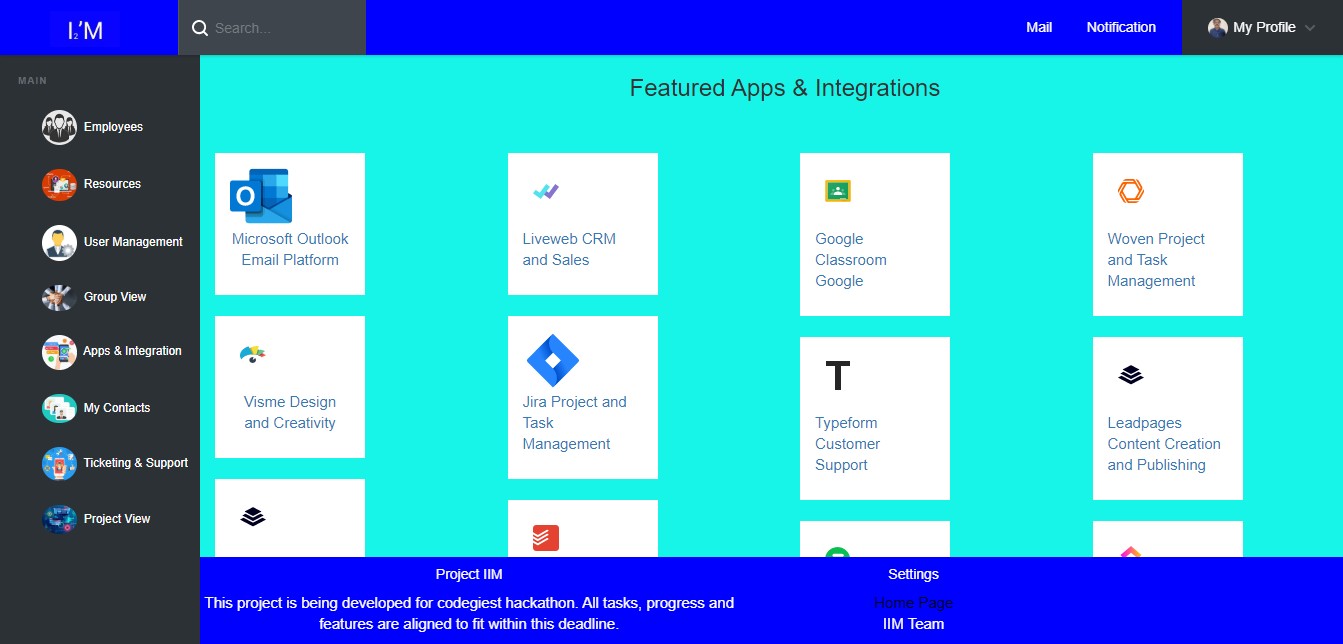 I2'M
Search...
Mail
Notification
My Profile
MAIN
Employees
Resources
User Management
Group View
Apps & Integration
My Contacts
Ticketing & Support
Project View
Featured Apps & Integrations
Microsoft Outlook
Email Platform
Liveweb CRM
and Sales
Google
Classroom
Google
Woven Project
and Task
Management
Visme Design
and Creativity
Jira Project and
Task
Management
T
Typeform
Customer
Support
Leadpages
Content Creation
and Publishing
Project IIM
This project is being developed for codegiest hackathon. All tasks, progress and
features are aligned to fit within this deadline.
Settings
Home Page
IIM Team